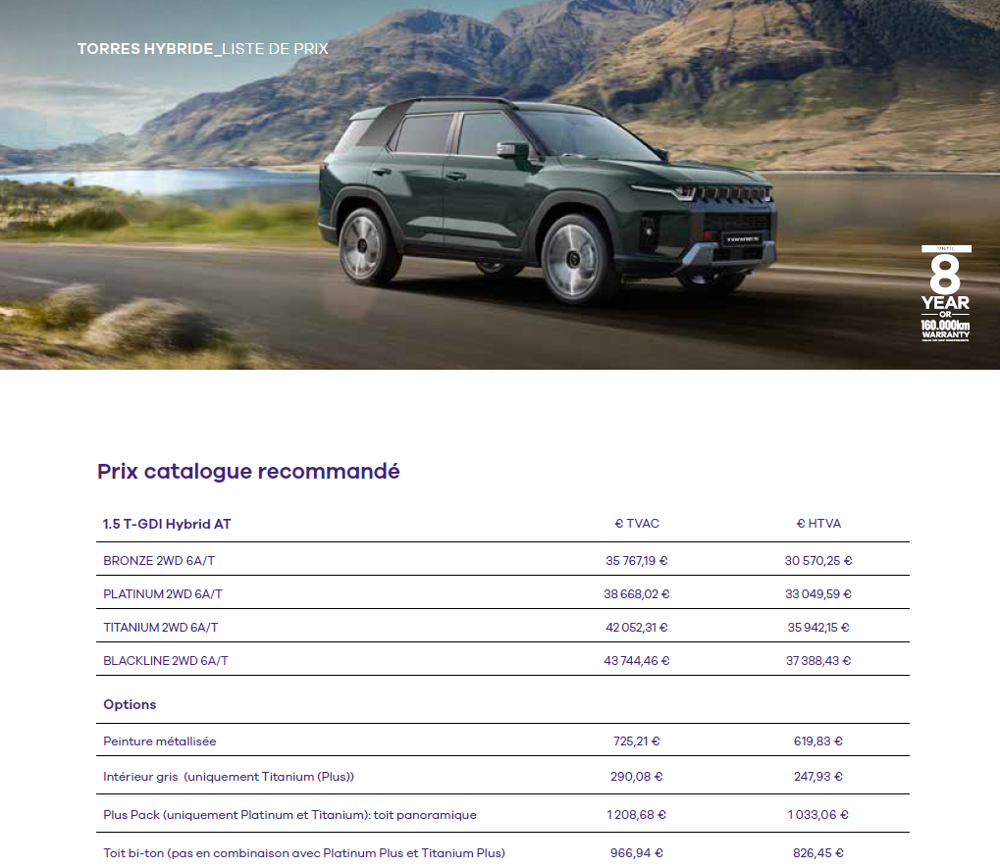 TORRES HYBRIDE_LISTE DE PRIX
TORRES
UNTIL
8
YEAR
OR
160.000km
WARRANTY
Prix catalogue recommandé
1.5 T-GDI Hybrid AT € TVAC € HTVA
BRONZE 2WD 6A/T 35 767,19 € 30 570,25 €
PLATINUM 2WD 6A/T 38 668,02 € 33 049,59 €
TITANIUM 2WD 6A/T 42 052,31 € 35 942,15 €
BLACKLINE 2WD 6A/T 43 744,46 € 37 388,43 €
Options
Peinture métallisée 725,21 € 619,83 €
Intérieur gris (uniquement Titanium (Plus)) 290,08 € 247,93 €
Plus Pack (uniquement Platinum et Titanium): toit panoramique 1 208,68 € 1 033,06 €
Toit bi-ton (pas en combinaison avec Platinum Plus et Titanium Plus) 966,94 € 826,45 €